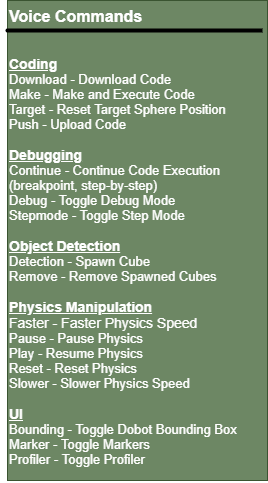 Voice Commands
Coding
Download - Download Code
Make - Make and Execute Code
Target - Reset Target Sphere Position
Push - Upload Code
Debugging
Continue - Continue Code Execution
(breakpoint, step-by-step)
Debug - Toggle Debug Mode
Stepmode - Toggle Step Mode
Object Detection
Detection - Spawn Cube
Remove - Remove Spawned Cubes
Physics Manipulation
Faster - Faster Physics Speed
Pause - Pause Physics
Play - Resume Physics
Reset - Reset Physics
Slower - Slower Physics Speed
UI
Bounding - Toggle Dobot Bounding Box
Marker - Toggle Markers
Profiler - Toggle Profiler